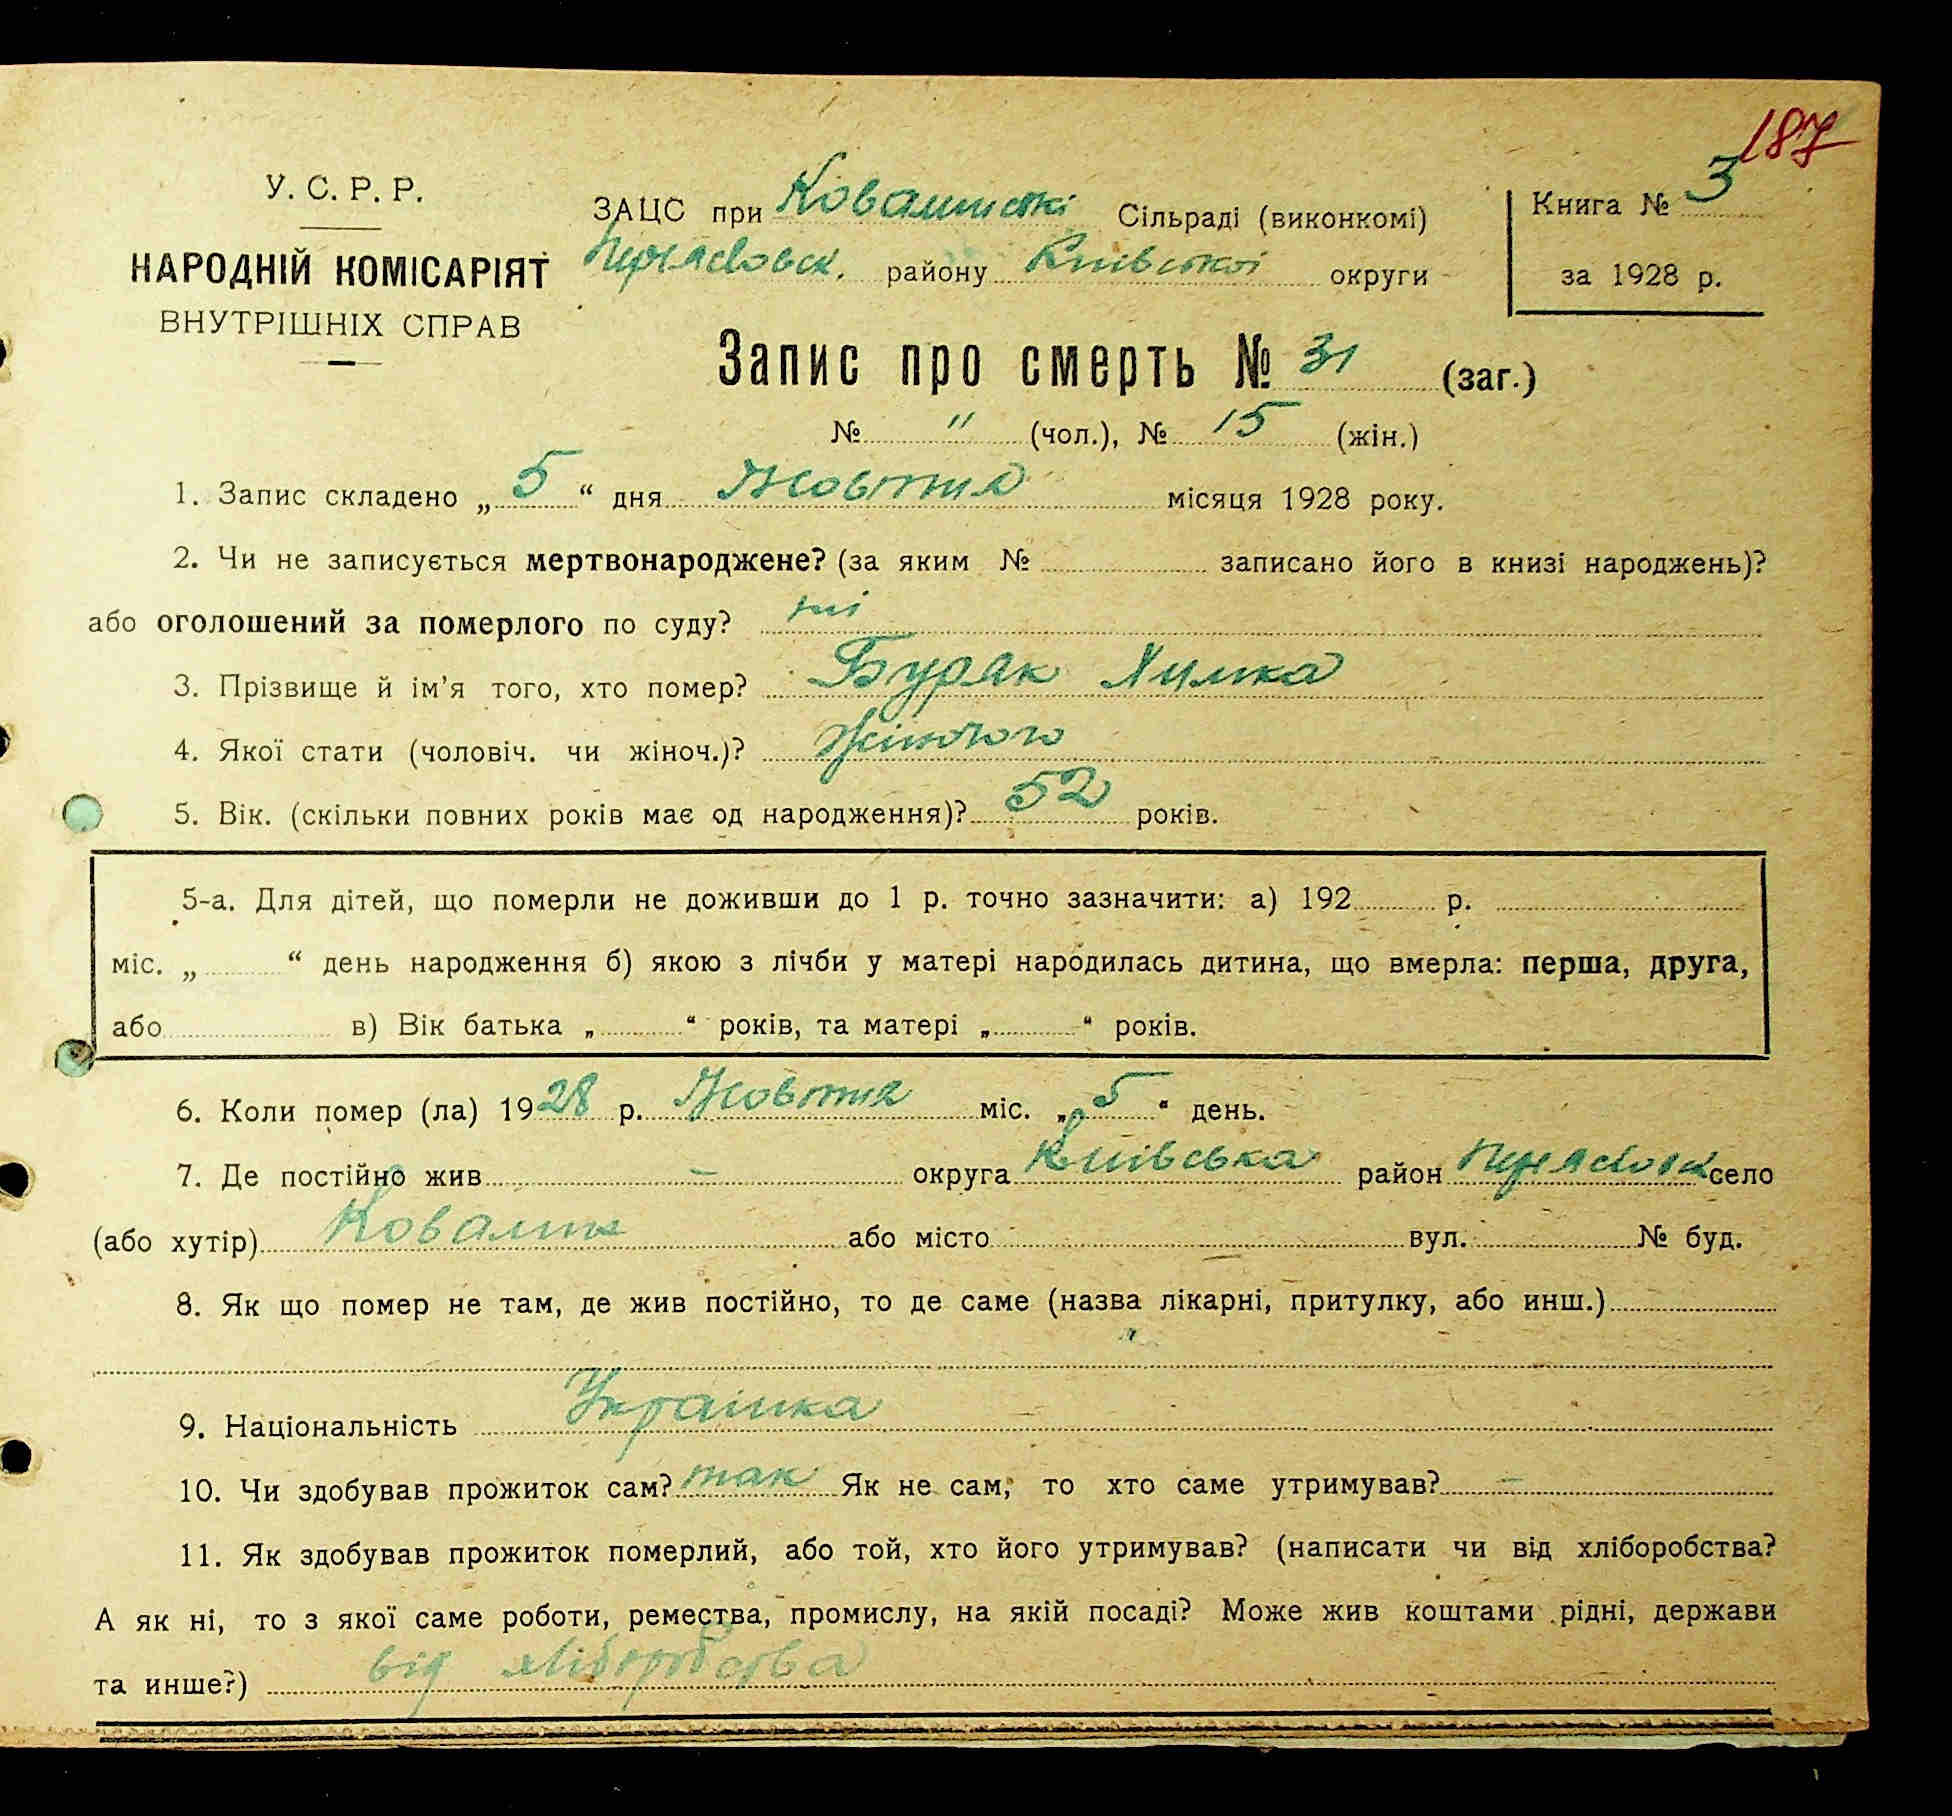 187
У. С. Р. Р.
НАРОДНІЙ КОМІСАРІЯТ
ВНУТРІШНІХ СПРАВ
ЗАЦС при Сільраді (виконкомі)
Переясловськ. району Київської округи
Книга № 3
за 1928 р.
Запис про смерть № 31 (заг.)
№ " (чол.), № 15 (жін.)
1. Запис складено „ 5 “ дня Жовтня місяця 1928 року.
2. Чи не записується мертвонароджене? (за яким № записано його в книзі народжень)?
або оголошений за померлого по суду? ні
3. Прізвище й ім’я того, хто помер? Буряк Химка
4. Якої стати (чоловіч. чи жіноч.)? Жіночого
5. Вік. (скільки повних років має од народження)? 52 років.
5-а. Для дітей, що померли не доживши до 1 р. точно зазначити: а) 192 р.
міс. „ “ день народження б) якою з лічби у матері народилась дитина, що вмерла: перша, друга,
або в) Вік батька „ “ років, та матері „ “ років.
6. Коли помер (ла) 1928 р. Жовтня міс. „ 5 “ день.
7. Де постійно жив – округа Київська район Переясловск село
(або хутір) Ковалин або місто вул. № буд.
8. Як що помер не там, де жив постійно, то де саме (назва лікарні, притулку, або инш.)
"
9. Національність Українка
10. Чи здобував прожиток сам? так Як не сам, то хто саме утримував? –
11. Як здобував прожиток померлий, або той, хто його утримував? (написати чи від хліборобства?
А як ні, то з якої саме роботи, ремества, промислу, на якій посаді? Може жив коштами рідні, держави
та инше?) від хліборобства